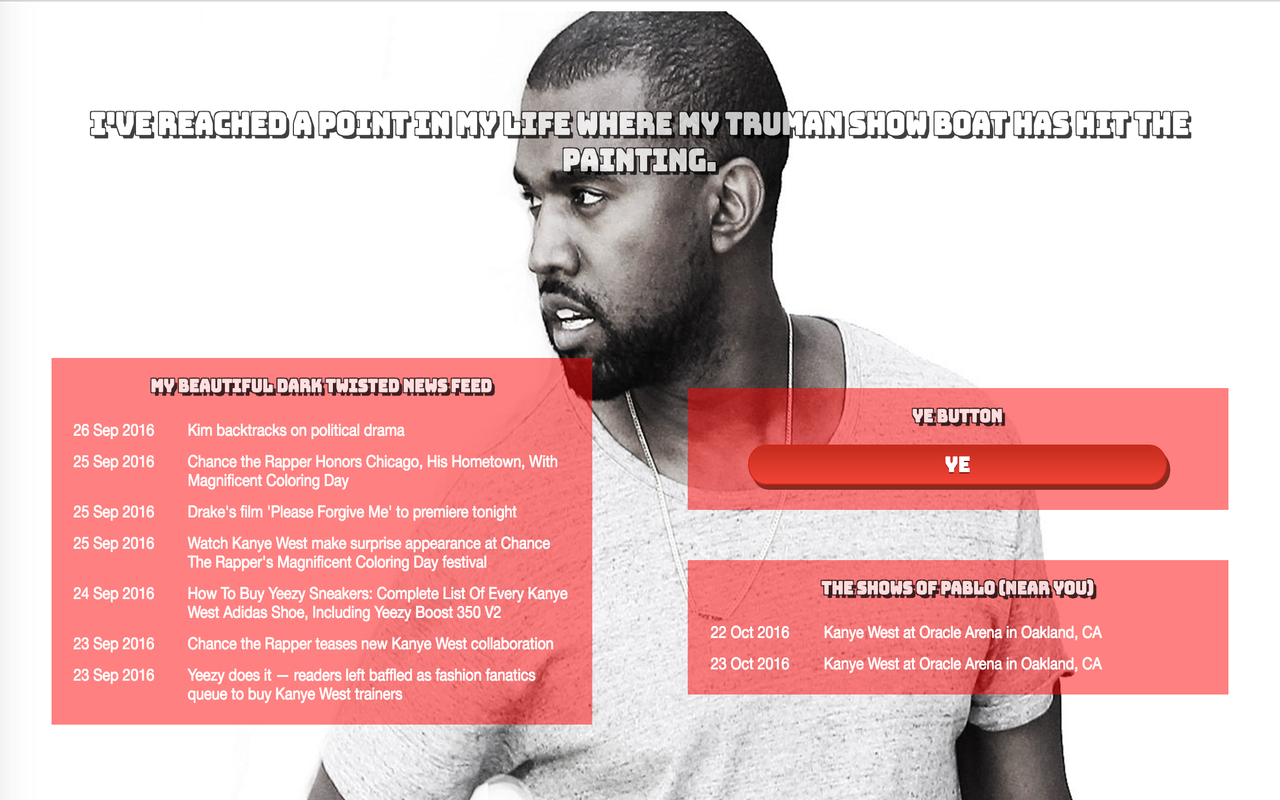 I'VE REACHED A POINT IN MY LIFE WHERE MY TRUMAN SHOW BOAT HAS HIT THE
PAINTING.
MY BEAUTIFUL DARK TWISTED NEWS FEED
26 Sep 2016 Kim backtracks on political drama
25 Sep 2016 Chance the Rapper Honors Chicago, His Hometown, With
Magnificent Coloring Day
25 Sep 2016 Drake's film 'Please Forgive Me' to premiere tonight
25 Sep 2016 Watch Kanye West make surprise appearance at Chance
The Rapper's Magnificent Coloring Day festival
24 Sep 2016 How To Buy Yeezy Sneakers: Complete List Of Every Kanye
West Adidas Shoe, Including Yeezy Boost 350 V2
23 Sep 2016 Chance the Rapper teases new Kanye West collaboration
23 Sep 2016 Yeezy does it — readers left baffled as fashion fanatics
queue to buy Kanye West trainers
YE BUTTON
YE
THE SHOWS OF PABLO (NEAR YOU)
22 Oct 2016 Kanye West at Oracle Arena in Oakland, CA
23 Oct 2016 Kanye West at Oracle Arena in Oakland, CA